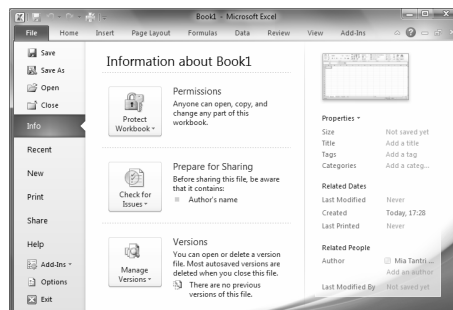 Book1 - Microsoft Excel
File Home Insert Page Layout Formulas Data Review View Add-Ins
Save
Save As
Open
Close
Info
Recent
New
Print
Share
Help
Add-Ins
Options
Exit
Information about Book1
Protect
Workbook
Permissions
Anyone can open, copy, and
change any part of this
workbook.
Check for
Issues
Prepare for Sharing
Before sharing this file, be aware
that it contains:
Author's name
Manage
Versions
Versions
You can open or delete a version
file. Most autosaved versions are
deleted when you close this file.
There are no previous
versions of this file.
Properties
Size Not saved yet
Title Add a title
Tags Add a tag
Categories Add a categ...
Related Dates
Last Modified Never
Created Today, 17:28
Last Printed Never
Related People
Author Mia Tantri ...
Add an author
Last Modified By Not saved yet